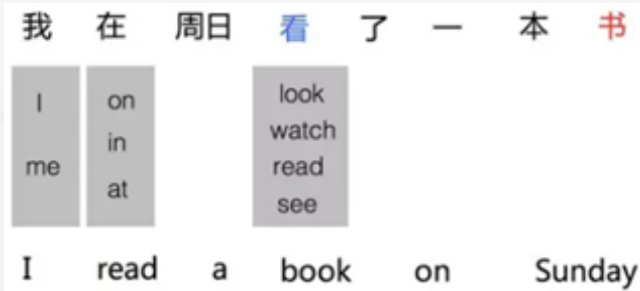 我 在 周日 看 了 一 本 书
I
me
on
in
at
look
watch
read
see
I read a book on Sunday